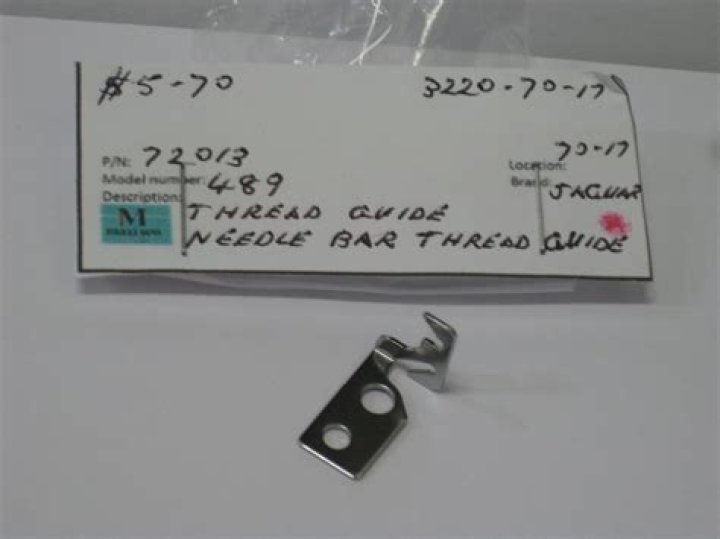 $5-70 3220-70-17
P/N: 72013 Location: 70-17
Model number: 489 Brand: JAGUAR
Description: THREAD GUIDE
M
NEEDLE BAR THREAD GUIDE